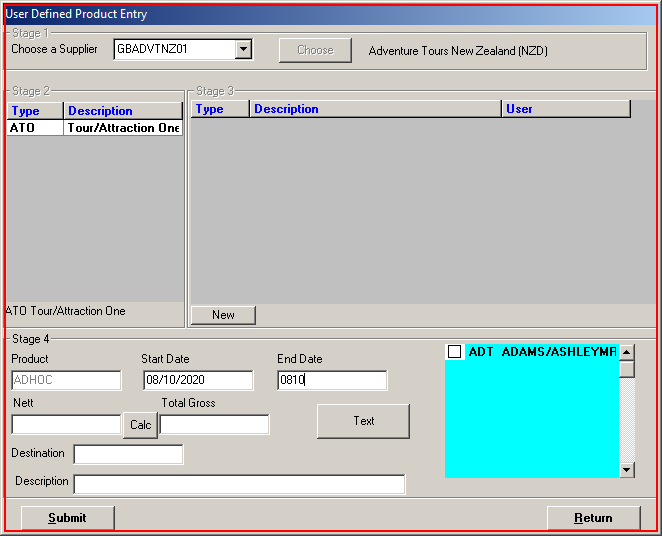 User Defined Product Entry
Stage 1
Choose a Supplier GBADVTNZ01 Choose Adventure Tours New Zealand (NZD)
Stage 2
Type Description
ATO Tour/Attraction One
ATO Tour/Attraction One
Stage 3
Type Description User
New
Stage 4
Product Start Date End Date
ADHOC 08/10/2020 0810
Nett Total Gross
Calc Text
Destination
Description
ADT ADAMS/ASHLEYMR
Submit Return